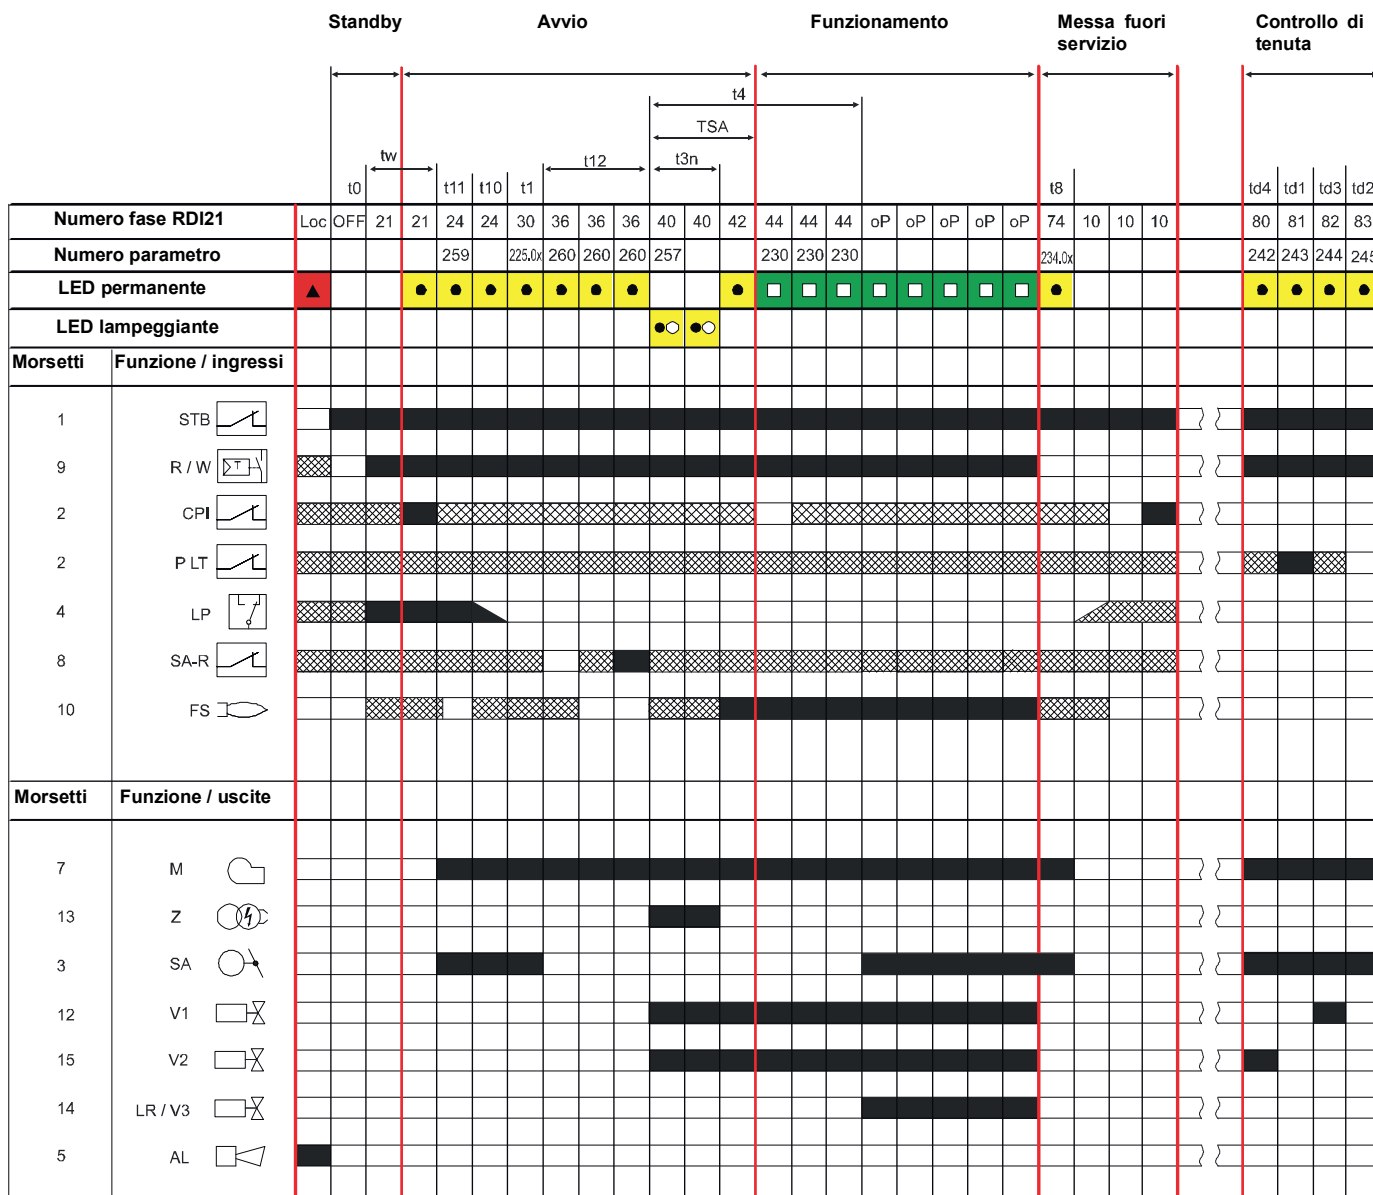 Standby Avvio Funzionamento Messa fuori servizio Controllo di tenuta
t4
TSA
tw t12 t3n
t0 t11 t10 t1 t8 td4 td1 td3 td2
Numero fase RDI21 Loc OFF 21 21 24 24 30 36 36 36 40 40 42 44 44 44 oP oP oP oP oP 74 10 10 10 80 81 82 83
Numero parametro 259 225.0x 260 260 260 257 230 230 230 234.0x 242 243 244 245
LED permanente
LED lampeggiante
Morsetti Funzione / ingressi
1 STB
9 R / W
2 CPI
2 P LT
4 LP
8 SA-R
10 FS
Morsetti Funzione / uscite
7 M
13 Z
3 SA
12 V1
15 V2
14 LR / V3
5 AL